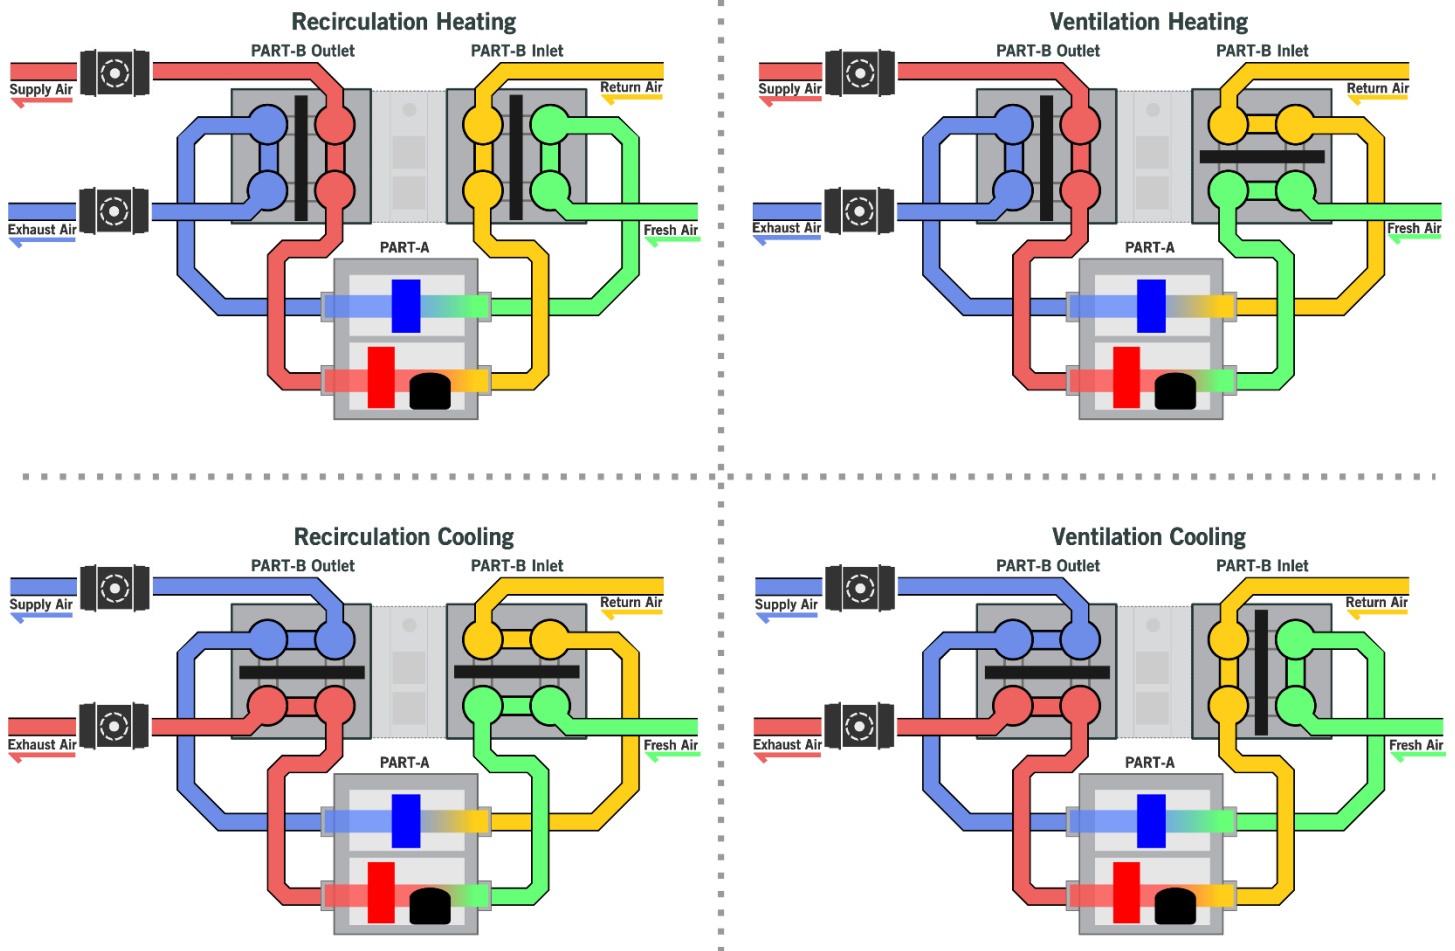 Recirculation Heating
PART-B Outlet
PART-B Inlet
Supply Air
Return Air
Exhaust Air
Fresh Air
PART-A
Ventilation Heating
PART-B Outlet
PART-B Inlet
Supply Air
Return Air
Exhaust Air
Fresh Air
PART-A
Recirculation Cooling
PART-B Outlet
PART-B Inlet
Supply Air
Return Air
Exhaust Air
Fresh Air
PART-A
Ventilation Cooling
PART-B Outlet
PART-B Inlet
Supply Air
Return Air
Exhaust Air
Fresh Air
PART-A